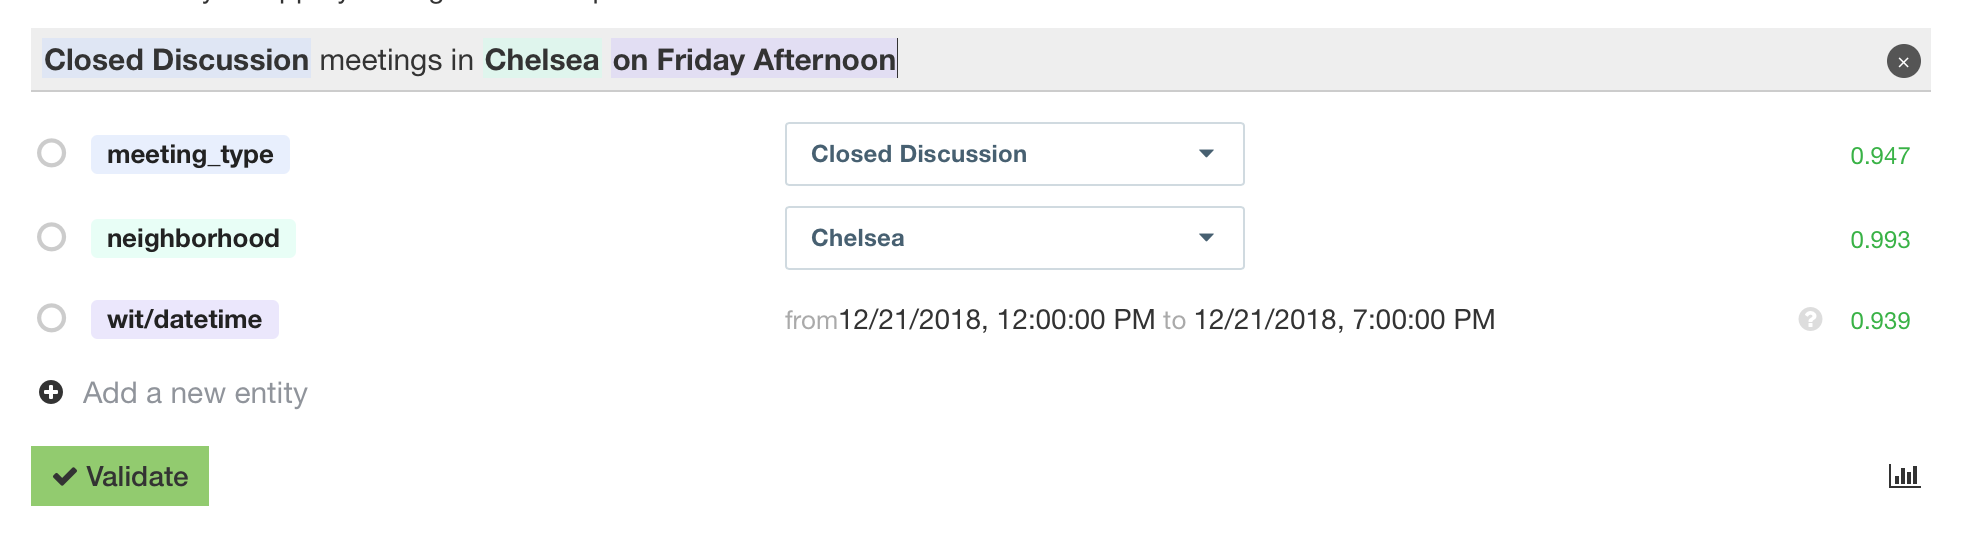 Closed Discussion meetings in Chelsea on Friday Afternoon
meeting_type Closed Discussion 0.947
neighborhood Chelsea 0.993
wit/datetime from12/21/2018, 12:00:00 PM to 12/21/2018, 7:00:00 PM ? 0.939
Add a new entity
Validate